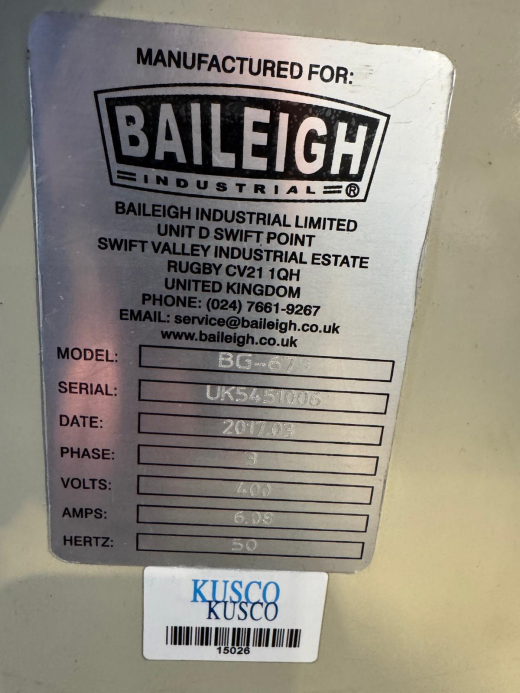 MANUFACTURED FOR:
BAILEIGH
INDUSTRIAL ®
BAILEIGH INDUSTRIAL LIMITED
UNIT D SWIFT POINT
SWIFT VALLEY INDUSTRIAL ESTATE
RUGBY CV21 1QH
UNITED KINGDOM
PHONE: (024) 7661-9267
EMAIL: service@baileigh.co.uk
www.baileigh.co.uk
MODEL:
SERIAL: UK5451006
DATE: 2017.03
PHASE: 3
VOLTS: 400
AMPS:
HERTZ: 50
KUSCO
KUSCO
15026